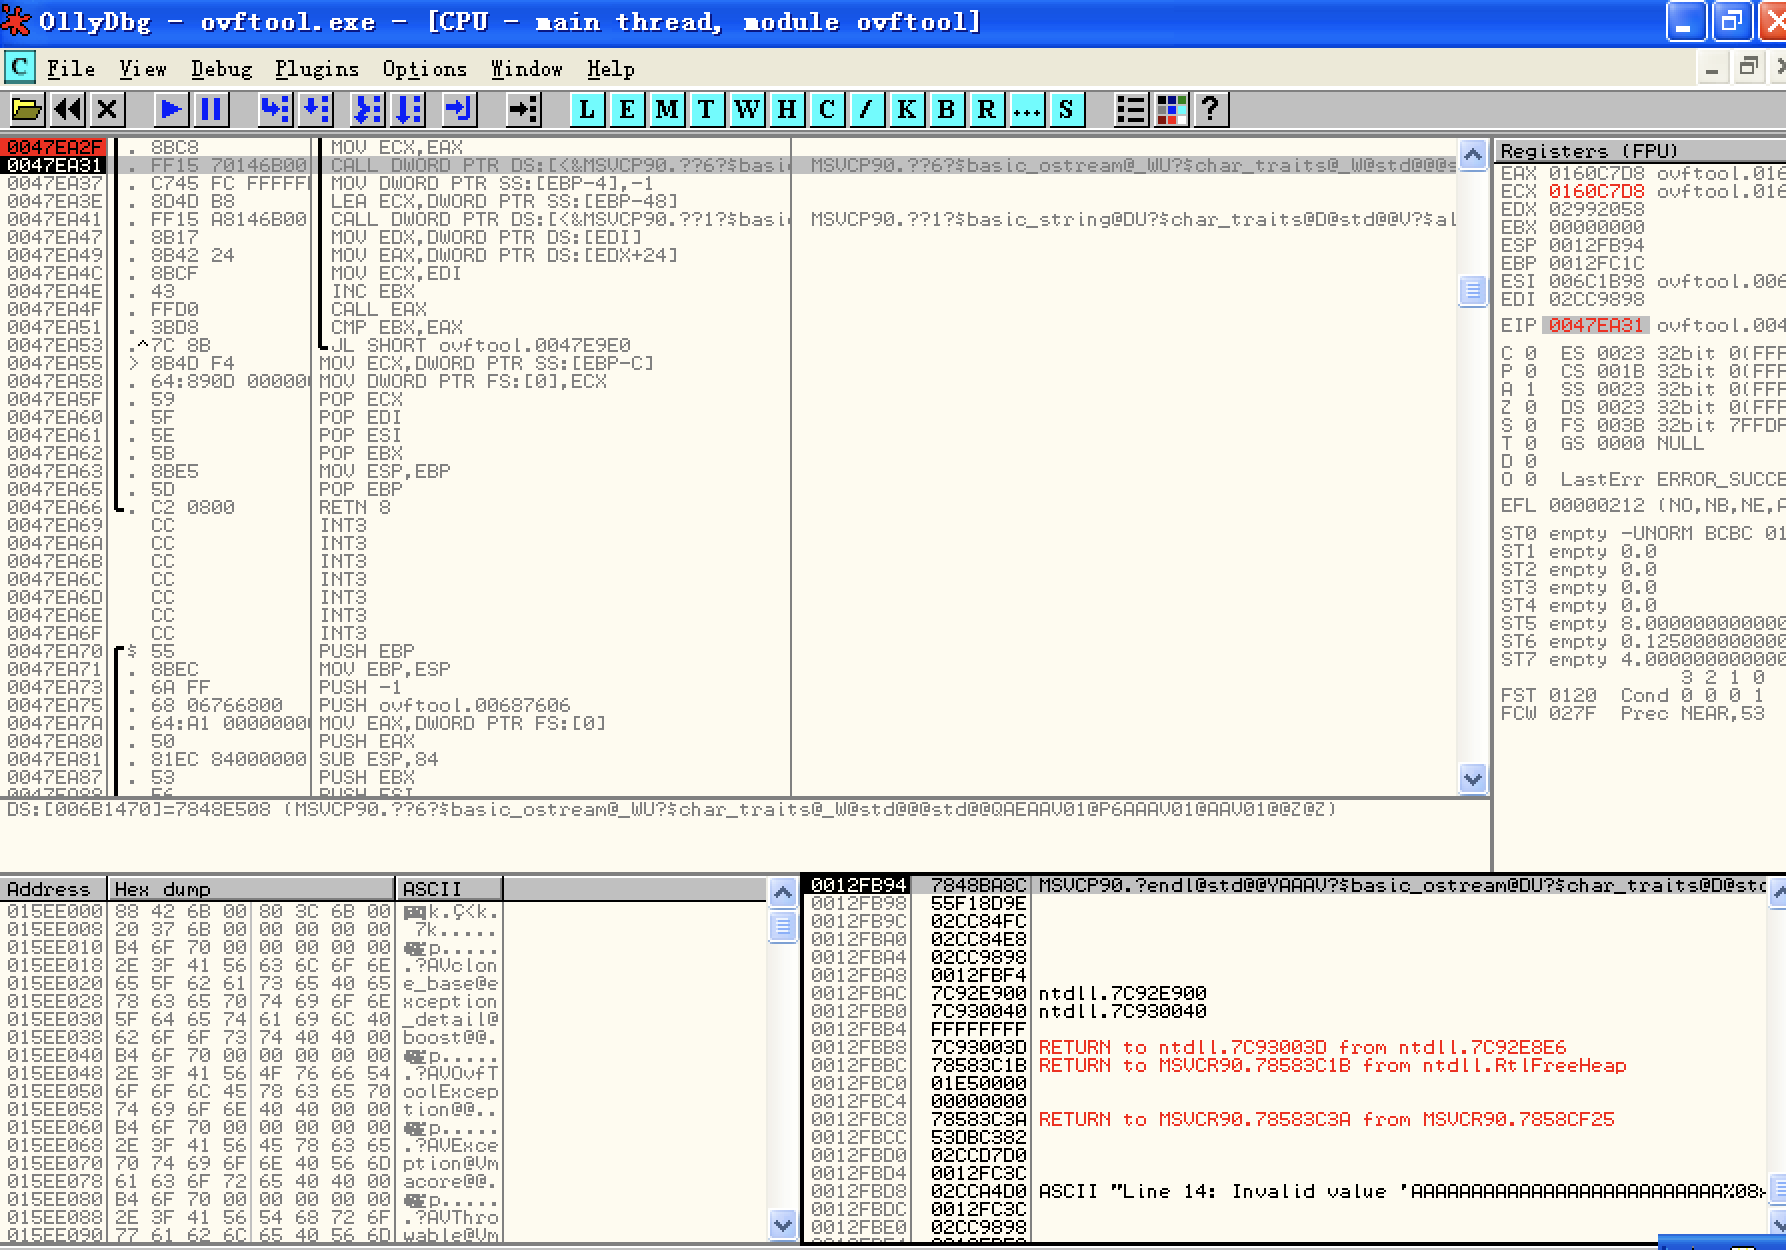 OllyDbg - ovftool.exe - [CPU - main thread, module ovftool]
C File View Debug Plugins Options Window Help
L E M T W H C / K B R ... S ?
0047EA2F . 8BC8 MOV ECX,EAX
0047EA31 . FF15 70146B00 CALL DWORD PTR DS:[<&MSVCP90.??6?$basi MSVCP90.??6?$basic_ostream@_WU?$char_traits@_W@std@@@s
0047EA37 . C745 FC FFFFF MOV DWORD PTR SS:[EBP-4],-1
0047EA3E . 8D4D B8 LEA ECX,DWORD PTR SS:[EBP-48]
0047EA41 . FF15 A8146B00 CALL DWORD PTR DS:[<&MSVCP90.??1?$basi MSVCP90.??1?$basic_string@DU?$char_traits@D@std@@V?$al
0047EA47 . 8B17 MOV EDX,DWORD PTR DS:[EDI]
0047EA49 . 8B42 24 MOV EAX,DWORD PTR DS:[EDX+24]
0047EA4C . 8BCF MOV ECX,EDI
0047EA4E . 43 INC EBX
0047EA4F . FFD0 CALL EAX
0047EA51 . 3BD8 CMP EBX,EAX
0047EA53 .^7C 8B JL SHORT ovftool.0047E9E0
0047EA55 > 8B4D F4 MOV ECX,DWORD PTR SS:[EBP-C]
0047EA58 . 64:890D 00000 MOV DWORD PTR FS:[0],ECX
0047EA5F . 59 POP ECX
0047EA60 . 5F POP EDI
0047EA61 . 5E POP ESI
0047EA62 . 5B POP EBX
0047EA63 . 8BE5 MOV ESP,EBP
0047EA65 . 5D POP EBP
0047EA66 . C2 0800 RETN 8
0047EA69 CC INT3
0047EA6A CC INT3
0047EA6B CC INT3
0047EA6C CC INT3
0047EA6D CC INT3
0047EA6E CC INT3
0047EA6F CC INT3
0047EA70 $ 55 PUSH EBP
0047EA71 . 8BEC MOV EBP,ESP
0047EA73 . 6A FF PUSH -1
0047EA75 . 68 06766800 PUSH ovftool.00687606
0047EA7A . 64:A1 0000000 MOV EAX,DWORD PTR FS:[0]
0047EA80 . 50 PUSH EAX
0047EA81 . 81EC 84000000 SUB ESP,84
0047EA87 . 53 PUSH EBX
0047EA88 . 56 PUSH ESI
DS:[006B1470]=7848E508 (MSVCP90.??6?$basic_ostream@_WU?$char_traits@_W@std@@@std@@QAEAAV01@P6AAAV01@AAV01@@Z@Z)
Registers (FPU)
EAX 0160C7D8 ovftool.016
ECX 0160C7D8 ovftool.016
EDX 02992058
EBX 00000000
ESP 0012FB94
EBP 0012FC1C
ESI 006C1B98 ovftool.006
EDI 02CC9898
EIP 0047EA31 ovftool.004
C 0 ES 0023 32bit 0(FFF
P 0 CS 001B 32bit 0(FFF
A 1 SS 0023 32bit 0(FFF
Z 0 DS 0023 32bit 0(FFF
S 0 FS 003B 32bit 7FFDF
T 0 GS 0000 NULL
D 0
O 0 LastErr ERROR_SUCCE
EFL 00000212 (NO,NB,NE,A
ST0 empty -UNORM BCBC 01
ST1 empty 0.0
ST2 empty 0.0
ST3 empty 0.0
ST4 empty 0.0
ST5 empty 8.000000000000
ST6 empty 0.125000000000
ST7 empty 4.000000000000
3 2 1 0
FST 0120 Cond 0 0 0 1
FCW 027F Prec NEAR,53
Address Hex dump ASCII
015EE000 88 42 6B 00 80 3C 6B 00 k.Ç<k.
015EE008 20 37 6B 00 00 00 00 00 7k.....
015EE010 B4 6F 70 00 00 00 00 00 p.....
015EE018 2E 3F 41 56 63 6C 6F 6E .?AVclon
015EE020 65 5F 62 61 73 65 40 65 e_base@e
015EE028 78 63 65 70 74 69 6F 6E xception
015EE030 5F 64 65 74 61 69 6C 40 _detail@
015EE038 62 6F 6F 73 74 40 40 00 boost@@.
015EE040 B4 6F 70 00 00 00 00 00 p.....
015EE048 2E 3F 41 56 4F 76 66 54 .?AVOvfT
015EE050 6F 6F 6C 45 78 63 65 70 oolExcep
015EE058 74 69 6F 6E 40 40 00 00 tion@@..
015EE060 B4 6F 70 00 00 00 00 00 p.....
015EE068 2E 3F 41 56 45 78 63 65 .?AVExce
015EE070 70 74 69 6F 6E 40 56 6D ption@Vm
015EE078 61 63 6F 72 65 40 40 00 acore@@.
015EE080 B4 6F 70 00 00 00 00 00 p.....
015EE088 2E 3F 41 56 54 68 72 6F .?AVThro
015EE090 77 61 62 6C 65 40 56 6D wable@Vm
0012FB94 7848BA8C MSVCP90.?endl@std@@YAAAV?$basic_ostream@DU?$char_traits@D@std
0012FB98 55F18D9E
0012FB9C 02CC84FC
0012FBA0 02CC84E8
0012FBA4 02CC9898
0012FBA8 0012FBF4
0012FBAC 7C92E900 ntdll.7C92E900
0012FBB0 7C930040 ntdll.7C930040
0012FBB4 FFFFFFFF
0012FBB8 7C93003D RETURN to ntdll.7C93003D from ntdll.7C92E8E6
0012FBBC 78583C1B RETURN to MSVCR90.78583C1B from ntdll.RtlFreeHeap
0012FBC0 01E50000
0012FBC4 00000000
0012FBC8 78583C3A RETURN to MSVCR90.78583C3A from MSVCR90.7858CF25
0012FBCC 53DBC382
0012FBD0 02CCD7D0
0012FBD4 0012FC3C
0012FBD8 02CCA4D0 ASCII "Line 14: Invalid value 'AAAAAAAAAAAAAAAAAAAAAAAAAA%08x
0012FBDC 0012FC3C
0012FBE0 02CC9898